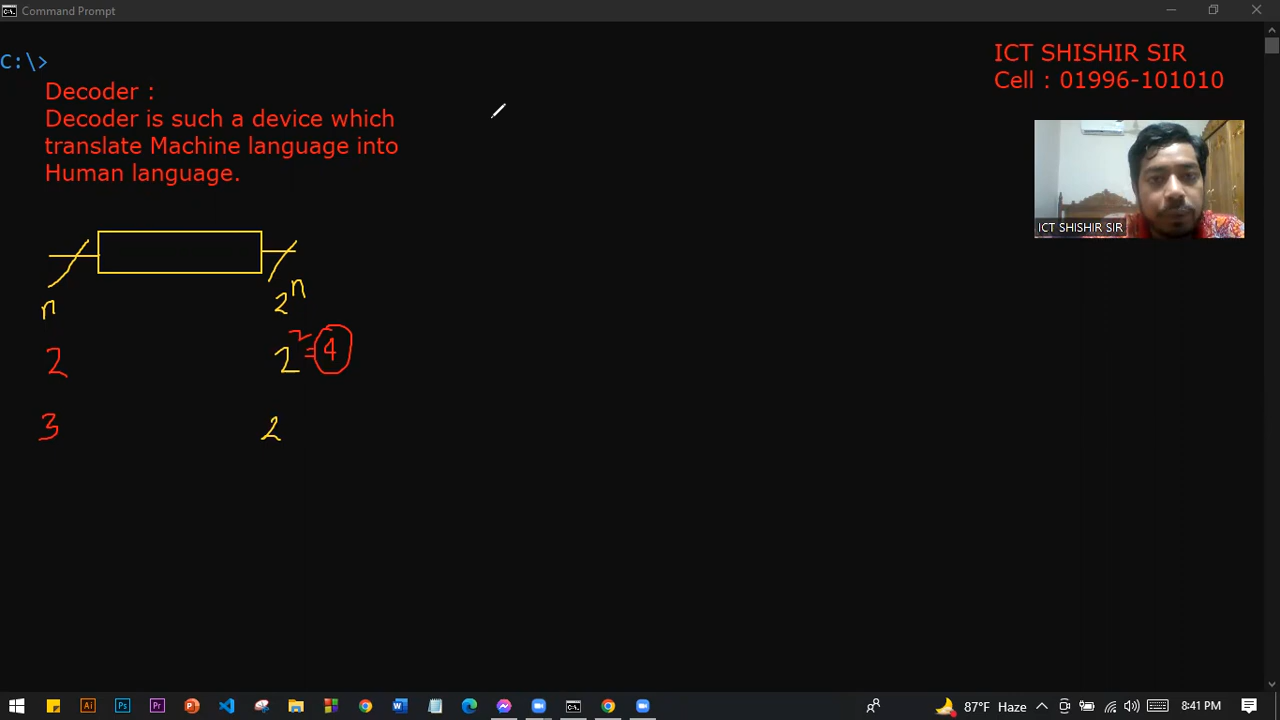 Command Prompt
C:\>
ICT SHISHIR SIR
Cell : 01996-101010
Decoder :
Decoder is such a device which
translate Machine language into
Human language.
ICT SHISHIR SIR
n 2ⁿ
2 2² = 4
3 2
87°F Haze 8:41 PM